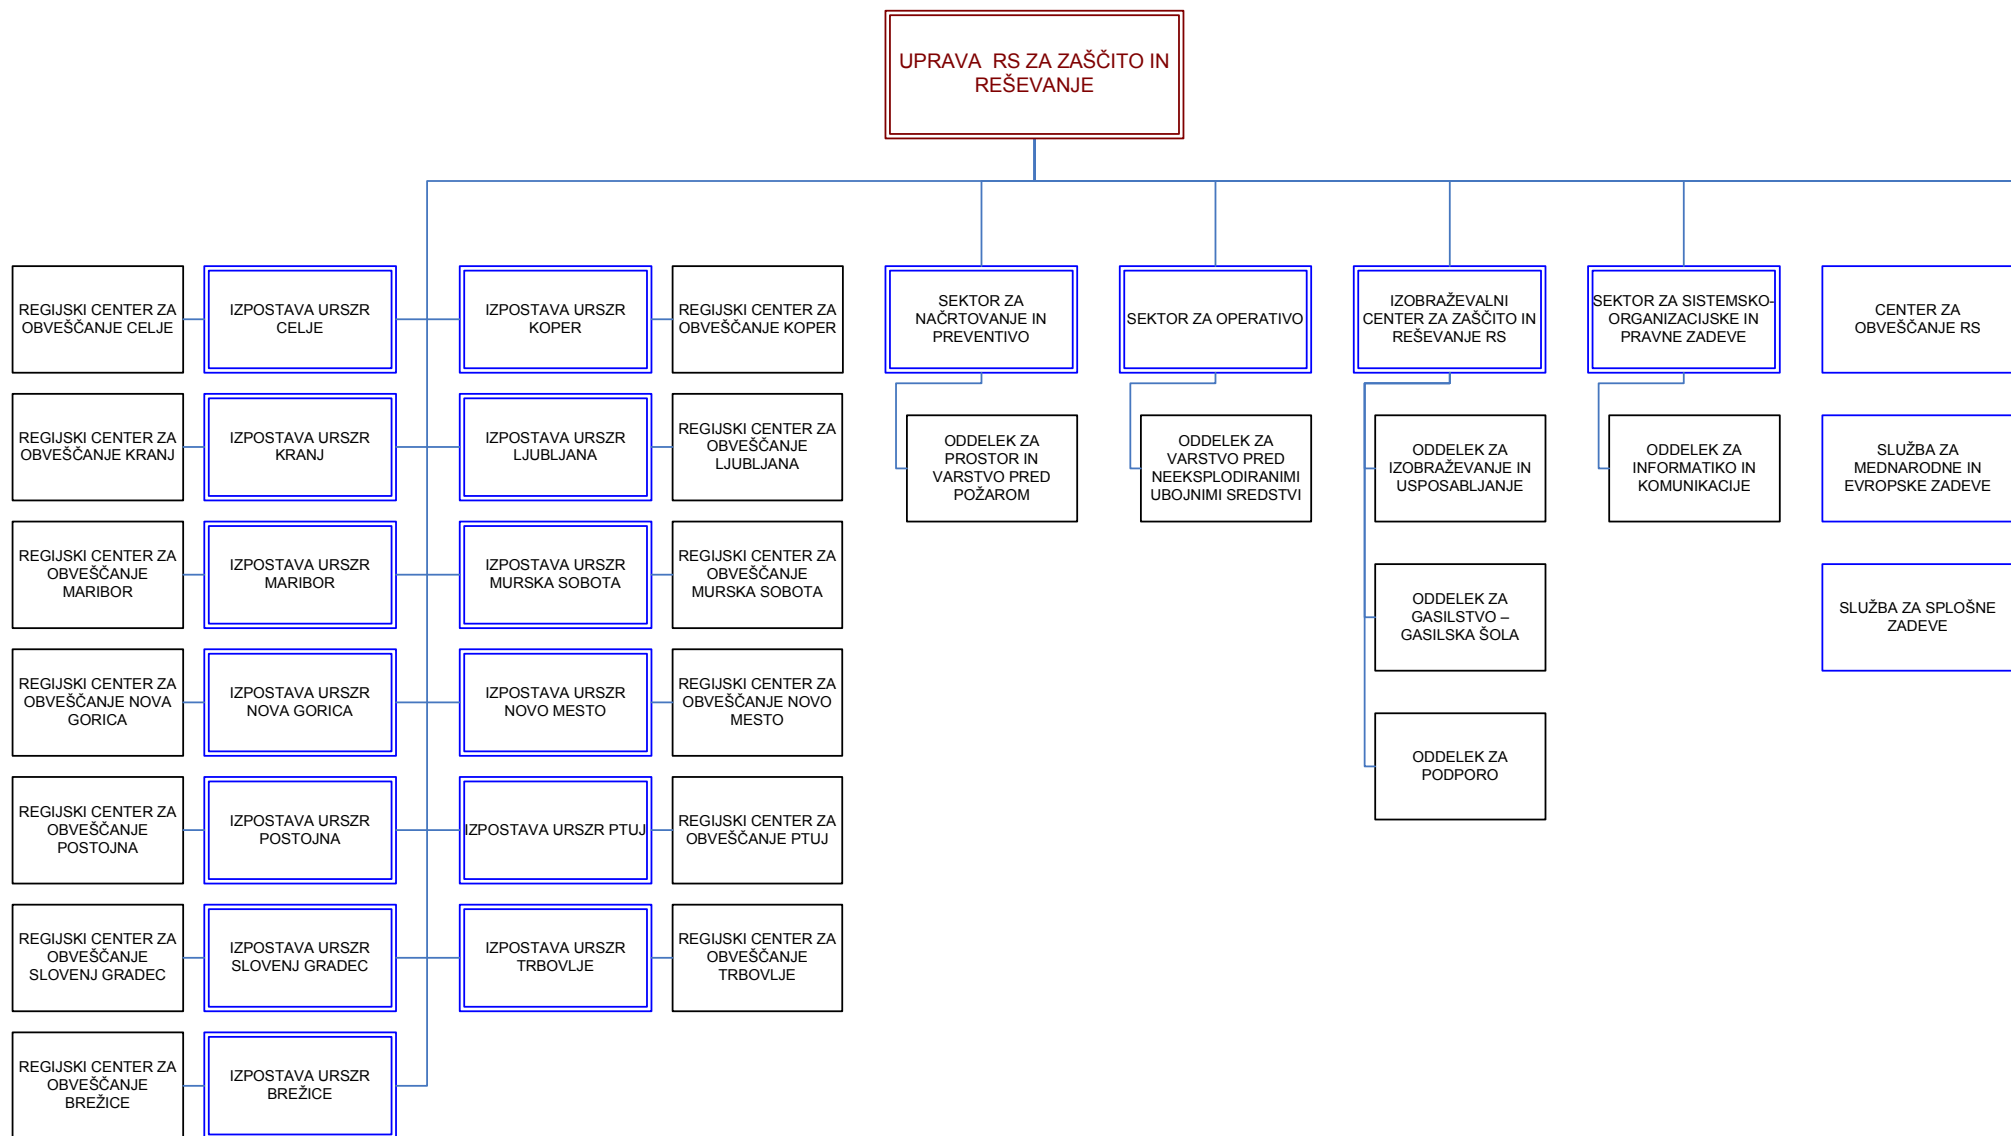 UPRAVA RS ZA ZAŠČITO IN
REŠEVANJE
REGIJSKI CENTER ZA
OBVEŠČANJE CELJE
IZPOSTAVA URSZR
CELJE
IZPOSTAVA URSZR
KOPER
REGIJSKI CENTER ZA
OBVEŠČANJE KOPER
SEKTOR ZA
NAČRTOVANJE IN
PREVENTIVO
SEKTOR ZA OPERATIVO
IZOBRAŽEVALNI
CENTER ZA ZAŠČITO IN
REŠEVANJE RS
SEKTOR ZA SISTEMSKO-
ORGANIZACIJSKE IN
PRAVNE ZADEVE
CENTER ZA
OBVEŠČANJE RS
REGIJSKI CENTER ZA
OBVEŠČANJE KRANJ
IZPOSTAVA URSZR
KRANJ
IZPOSTAVA URSZR
LJUBLJANA
REGIJSKI CENTER ZA
OBVEŠČANJE
LJUBLJANA
ODDELEK ZA
PROSTOR IN
VARSTVO PRED
POŽAROM
ODDELEK ZA
VARSTVO PRED
NEEKSPLODIRANIMI
UBOJNIMI SREDSTVI
ODDELEK ZA
IZOBRAŽEVANJE IN
USPOSABLJANJE
ODDELEK ZA
INFORMATIKO IN
KOMUNIKACIJE
SLUŽBA ZA
MEDNARODNE IN
EVROPSKE ZADEVE
REGIJSKI CENTER ZA
OBVEŠČANJE
MARIBOR
IZPOSTAVA URSZR
MARIBOR
IZPOSTAVA URSZR
MURSKA SOBOTA
REGIJSKI CENTER ZA
OBVEŠČANJE
MURSKA SOBOTA
ODDELEK ZA
GASILSTVO –
GASILSKA ŠOLA
SLUŽBA ZA SPLOŠNE
ZADEVE
REGIJSKI CENTER ZA
OBVEŠČANJE NOVA
GORICA
IZPOSTAVA URSZR
NOVA GORICA
IZPOSTAVA URSZR
NOVO MESTO
REGIJSKI CENTER ZA
OBVEŠČANJE NOVO
MESTO
ODDELEK ZA
PODPORO
REGIJSKI CENTER ZA
OBVEŠČANJE
POSTOJNA
IZPOSTAVA URSZR
POSTOJNA
IZPOSTAVA URSZR PTUJ
REGIJSKI CENTER ZA
OBVEŠČANJE PTUJ
REGIJSKI CENTER ZA
OBVEŠČANJE
SLOVENJ GRADEC
IZPOSTAVA URSZR
SLOVENJ GRADEC
IZPOSTAVA URSZR
TRBOVLJE
REGIJSKI CENTER ZA
OBVEŠČANJE
TRBOVLJE
REGIJSKI CENTER ZA
OBVEŠČANJE
BREŽICE
IZPOSTAVA URSZR
BREŽICE